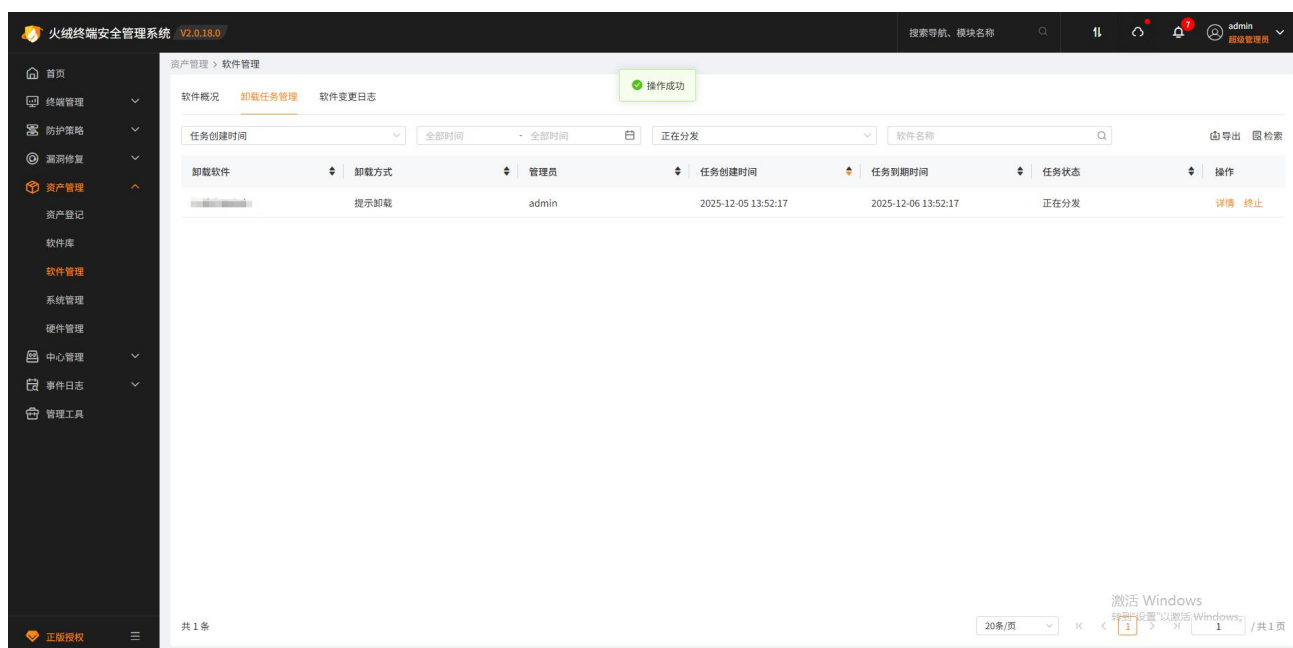 火绒终端安全管理系统 V2.0.18.0
搜索导航、模块名称
7
admin
超级管理员
首页
终端管理
防护策略
漏洞修复
资产管理
资产登记
软件库
软件管理
系统管理
硬件管理
中心管理
事件日志
管理工具
正版授权
资产管理 > 软件管理
操作成功
软件概况 卸载任务管理 软件变更日志
任务创建时间 全部时间 - 全部时间 正在分发 软件名称 导出 检索
卸载软件 卸载方式 管理员 任务创建时间 任务到期时间 任务状态 操作
提示卸载 admin 2025-12-05 13:52:17 2025-12-06 13:52:17 正在分发 详情 终止
激活 Windows
转到"设置"以激活 Windows。
共 1 条 20条/页 1 1 / 共 1 页